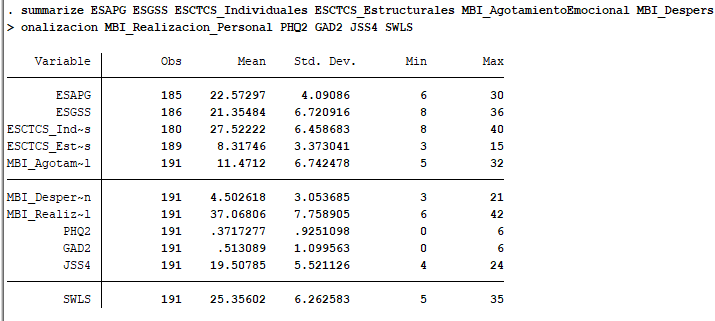 . summarize ESAPG ESGSS ESCTCS_Individuales ESCTCS_Estructurales MBI_AgotamientoEmocional MBI_Despers
> onalizacion MBI_Realizacion_Personal PHQ2 GAD2 JSS4 SWLS
Variable Obs Mean Std. Dev. Min Max
ESAPG 185 22.57297 4.09086 6 30
ESGSS 186 21.35484 6.720916 8 36
ESCTCS_Ind~s 180 27.52222 6.458683 8 40
ESCTCS_Est~s 189 8.31746 3.373041 3 15
MBI_Agotam~l 191 11.4712 6.742478 5 32
MBI_Desper~n 191 4.502618 3.053685 3 21
MBI_Realiz~l 191 37.06806 7.758905 6 42
PHQ2 191 .3717277 .9251098 0 6
GAD2 191 .513089 1.099563 0 6
JSS4 191 19.50785 5.521126 4 24
SWLS 191 25.35602 6.262583 5 35